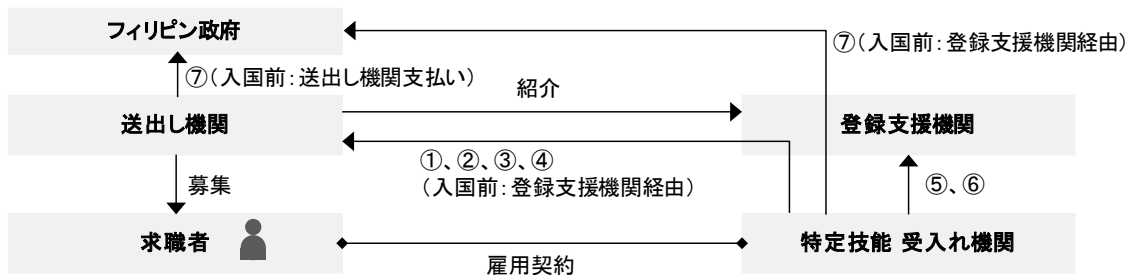 フィリピン政府
⑦(入国前:登録支援機関経由)
⑦(入国前:送出し機関支払い)
紹介
送出し機関
登録支援機関
①、②、③、④
(入国前:登録支援機関経由)
募集
⑤、⑥
求職者
特定技能 受入れ機関
雇用契約